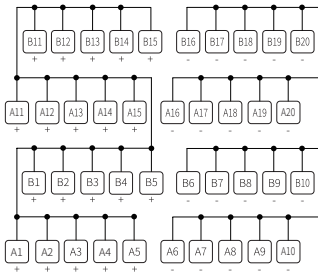 B11 B12 B13 B14 B15 B16 B17 B18 B19 B20
+ + + + + - - - - -
A11 A12 A13 A14 A15 A16 A17 A18 A19 A20
+ + + + + - - - - -
B1 B2 B3 B4 B5 B6 B7 B8 B9 B10
+ + + + + - - - - -
A1 A2 A3 A4 A5 A6 A7 A8 A9 A10
+ + + + + - - - - -